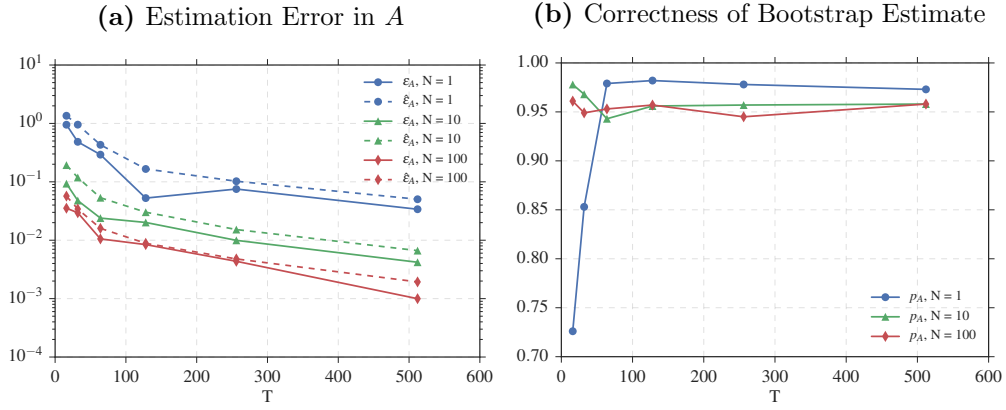 (a) Estimation Error in A
10^1
10^0
10^{-1}
10^{-2}
10^{-3}
10^{-4}
0 100 200 300 400 500 600
T
ε_A, N = 1
ε̂_A, N = 1
ε_A, N = 10
ε̂_A, N = 10
ε_A, N = 100
ε̂_A, N = 100
(b) Correctness of Bootstrap Estimate
1.00
0.95
0.90
0.85
0.80
0.75
0.70
0 100 200 300 400 500 600
T
p_A, N = 1
p_A, N = 10
p_A, N = 100